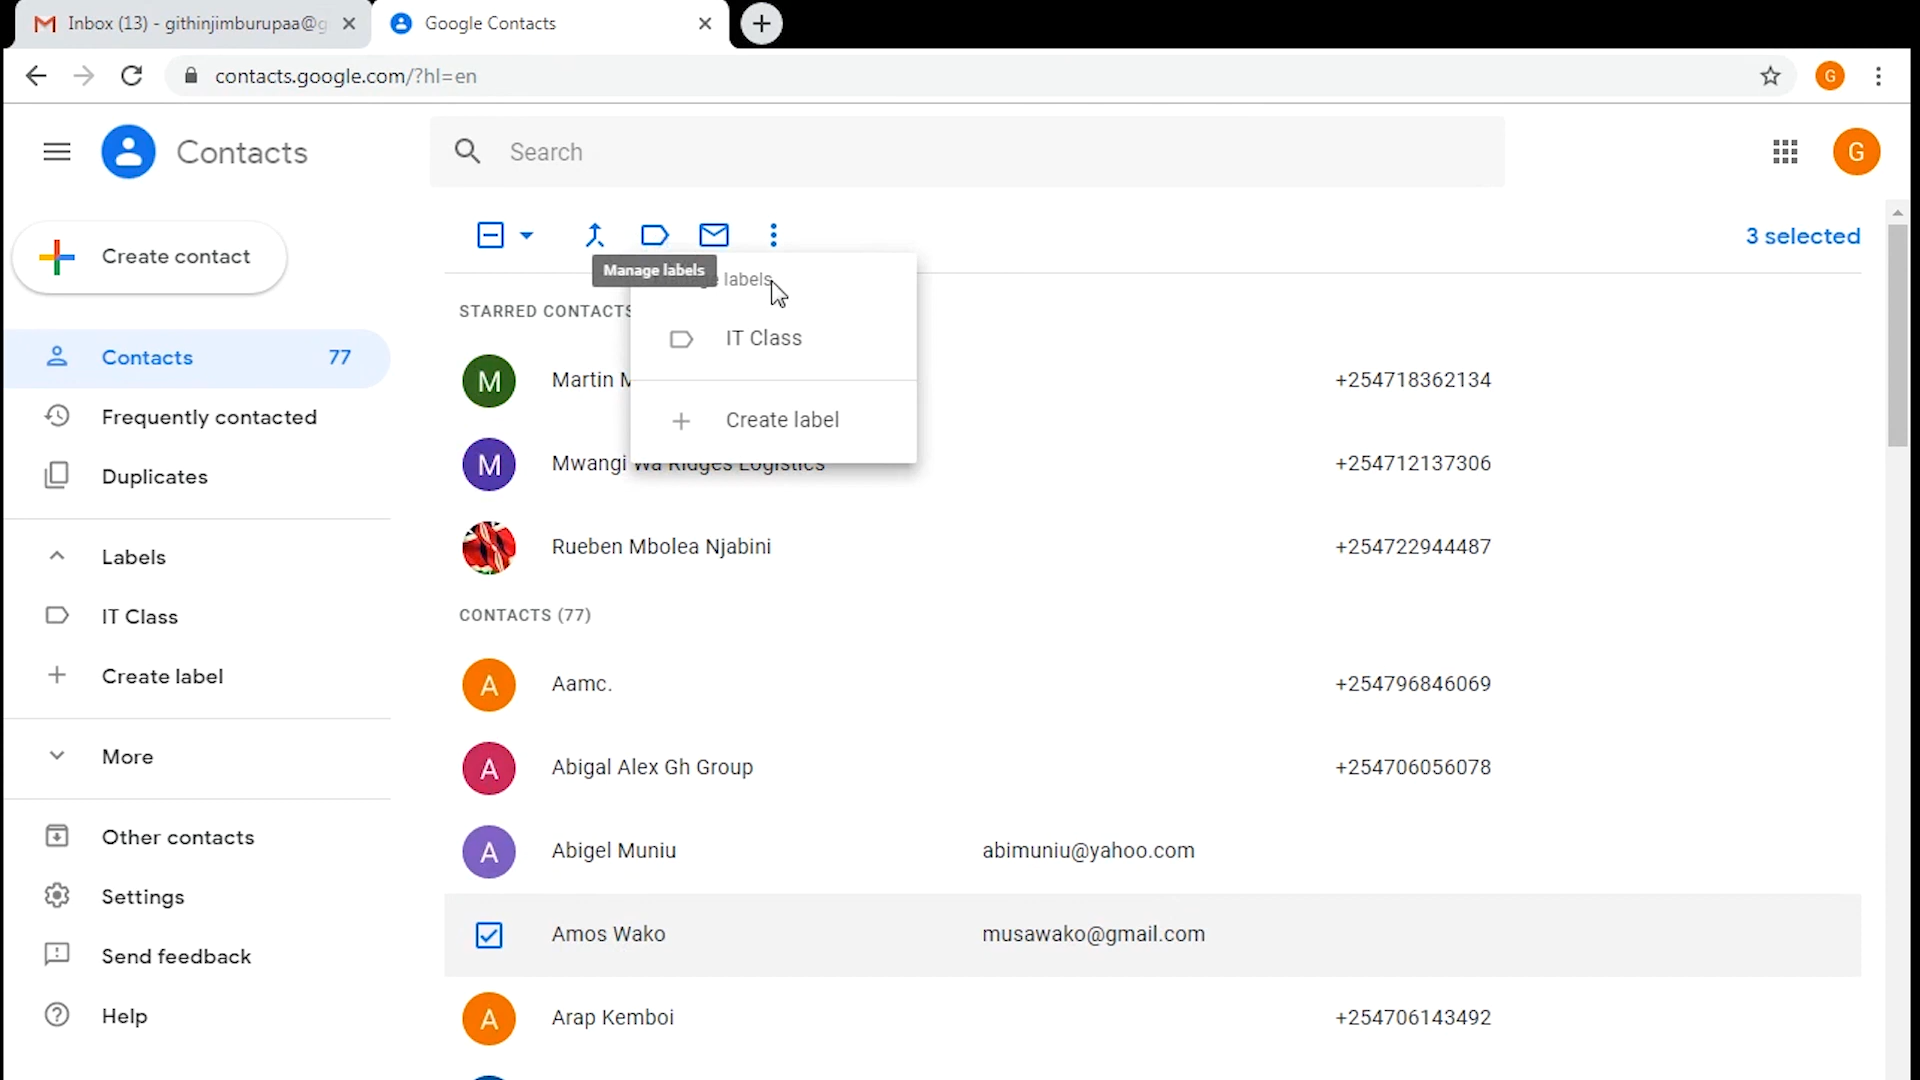 Inbox (13) - githinjimburupaa@g
Google Contacts
contacts.google.com/?hl=en
G
Contacts
Search
G
Create contact
3 selected
Manage labels
labels
STARRED CONTACTS
IT Class
Contacts 77
M Martin +254718362134
Frequently contacted
Create label
M Mwangi Wa Ridges Logistics +254712137306
Duplicates
Rueben Mbolea Njabini +254722944487
Labels
CONTACTS (77)
IT Class
Create label
A Aamc. +254796846069
More
A Abigal Alex Gh Group +254706056078
Other contacts
A Abigel Muniu abimuniu@yahoo.com
Settings
Amos Wako musawako@gmail.com
Send feedback
Help
A Arap Kemboi +254706143492